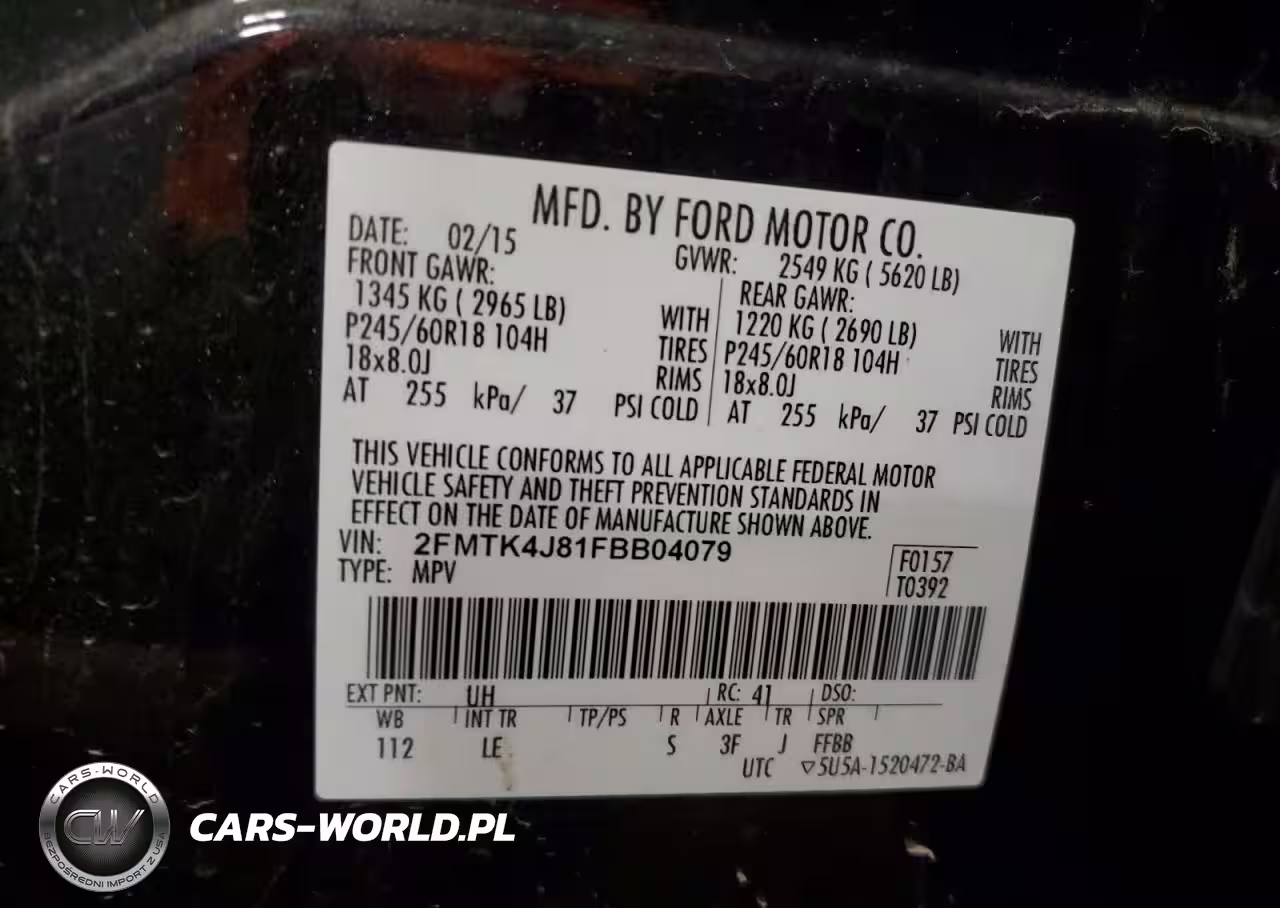 MFD. BY FORD MOTOR CO.
DATE: 02/15 GVWR: 2549 KG ( 5620 LB)
FRONT GAWR: REAR GAWR:
1345 KG ( 2965 LB) WITH 1220 KG ( 2690 LB) WITH
P245/60R18 104H TIRES P245/60R18 104H TIRES
18x8.0J RIMS 18x8.0J RIMS
AT 255 kPa/ 37 PSI COLD AT 255 kPa/ 37 PSI COLD
THIS VEHICLE CONFORMS TO ALL APPLICABLE FEDERAL MOTOR
VEHICLE SAFETY AND THEFT PREVENTION STANDARDS IN
EFFECT ON THE DATE OF MANUFACTURE SHOWN ABOVE.
VIN: 2FMTK4J81FBB04079 F0157
TYPE: MPV T0392
EXT PNT: UH RC: 41 DSO:
WB INT TR TP/PS R AXLE TR SPR
112 LE S 3F J FFBB
UTC ▽5U5A-1520472-BA
CARS-WORLD
CW
BEZPOŚREDNI IMPORT Z USA
CARS-WORLD.PL